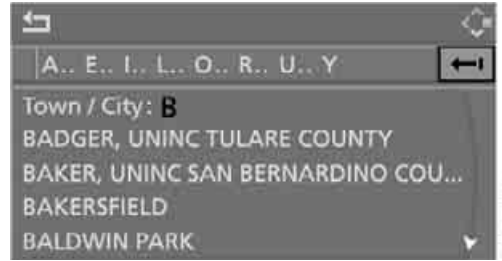 A.. E.. I.. L.. O.. R.. U.. Y
Town / City: B
BADGER, UNINC TULARE COUNTY
BAKER, UNINC SAN BERNARDINO COU...
BAKERSFIELD
BALDWIN PARK